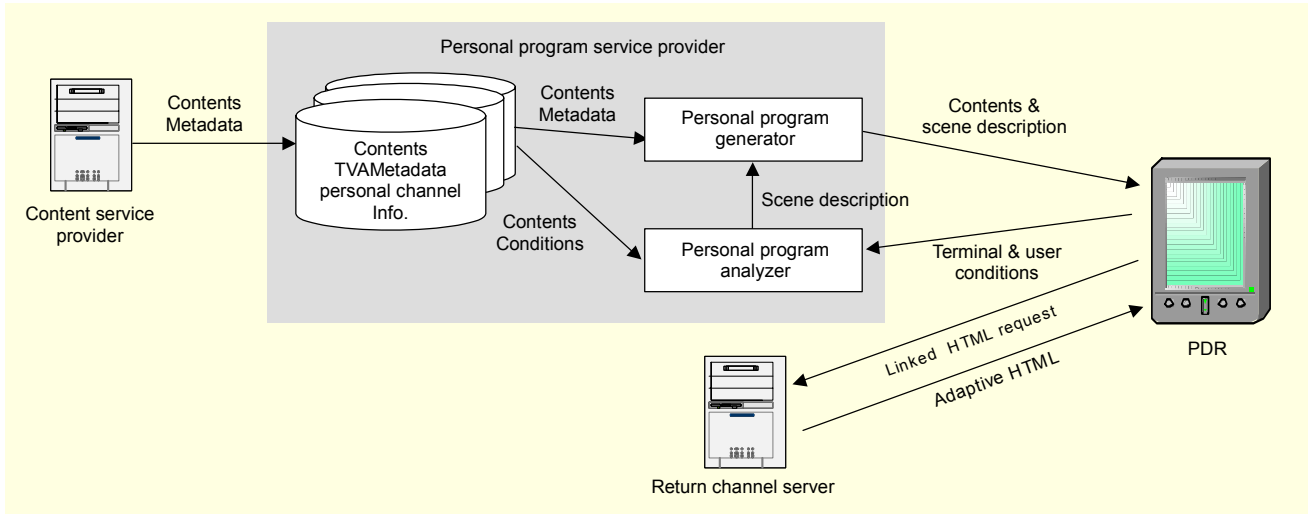 Personal program service provider
Contents
Metadata
Content service
provider
Contents
TVAMetadata
personal channel
Info.
Contents
Metadata
Contents
Conditions
Personal program
generator
Scene description
Personal program
analyzer
Contents &
scene description
Terminal & user
conditions
PDR
Linked HTML request
Adaptive HTML
Return channel server